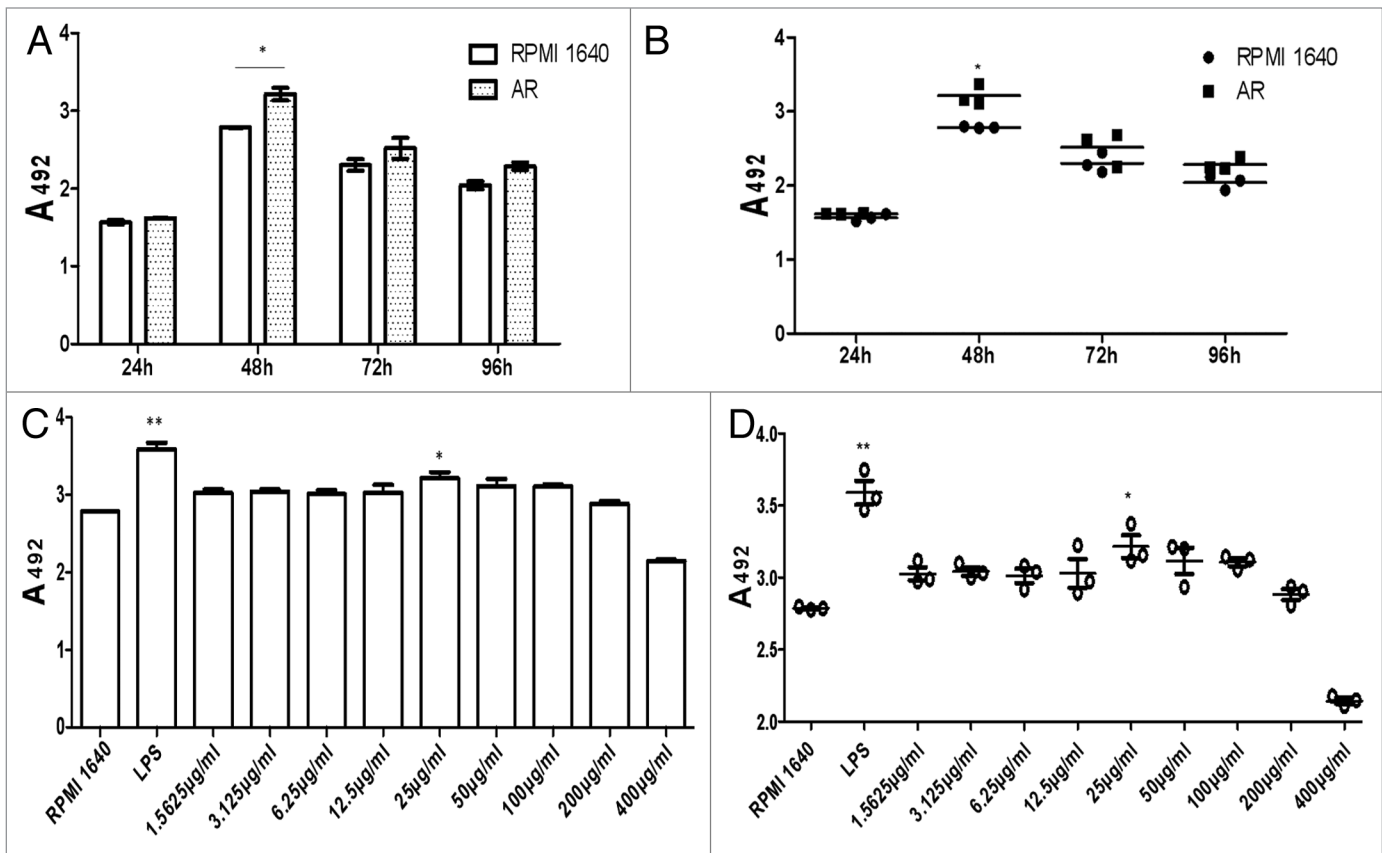 A
4
3
2
1
0
A492
*
RPMI 1640
AR
24h 48h 72h 96h
B
4
3
2
1
0
A492
*
RPMI 1640
AR
24h 48h 72h 96h
C
4
3
2
1
0
A492
**
*
RPMI 1640
LPS
1.5625µg/ml
3.125µg/ml
6.25µg/ml
12.5µg/ml
25µg/ml
50µg/ml
100µg/ml
200µg/ml
400µg/ml
D
4.0
3.5
3.0
2.5
2.0
A492
**
*
RPMI 1640
LPS
1.5625µg/ml
3.125µg/ml
6.25µg/ml
12.5µg/ml
25µg/ml
50µg/ml
100µg/ml
200µg/ml
400µg/ml